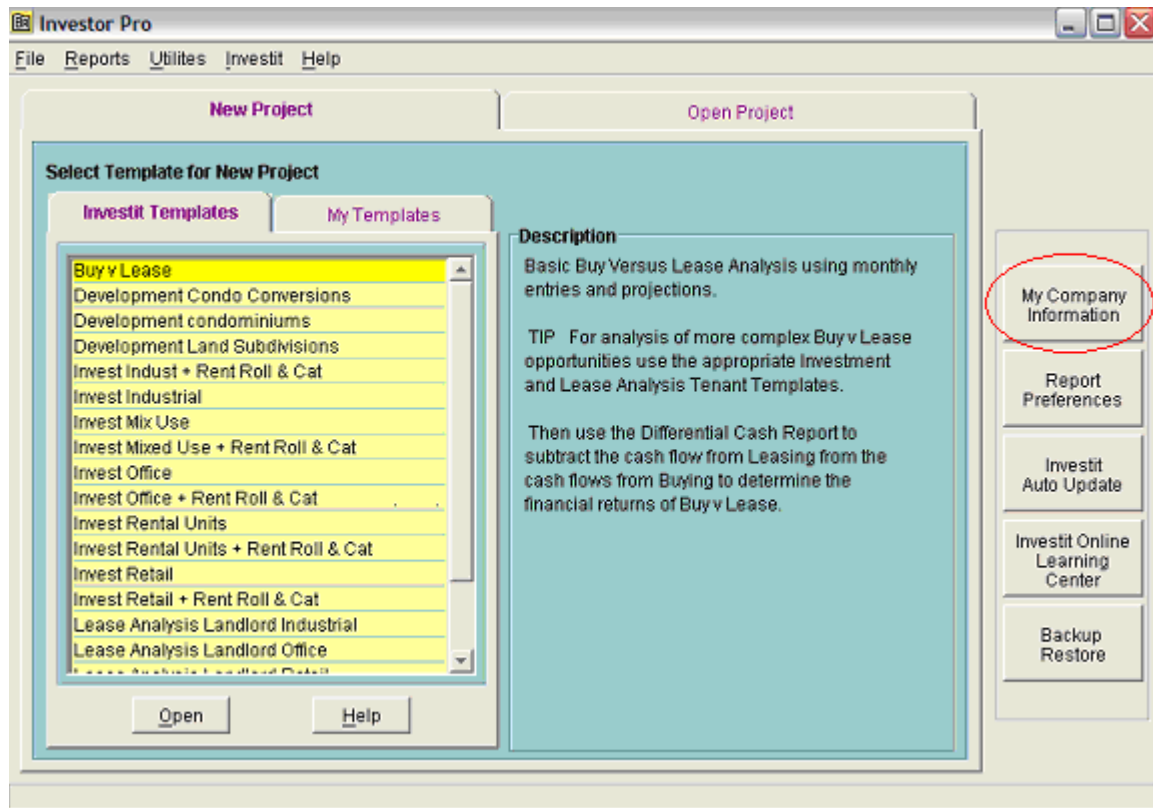 Investor Pro
File Reports Utilites Investit Help
New Project
Open Project
Select Template for New Project
Investit Templates
My Templates
Buy v Lease
Development Condo Conversions
Development condominiums
Development Land Subdivisions
Invest Indust + Rent Roll & Cat
Invest Industrial
Invest Mix Use
Invest Mixed Use + Rent Roll & Cat
Invest Office
Invest Office + Rent Roll & Cat . .
Invest Rental Units
Invest Rental Units + Rent Roll & Cat
Invest Retail
Invest Retail + Rent Roll & Cat
Lease Analysis Landlord Industrial
Lease Analysis Landlord Office
Lease Analysis Landlord Retail
Open
Help
Description
Basic Buy Versus Lease Analysis using monthly
entries and projections.
TIP For analysis of more complex Buy v Lease
opportunities use the appropriate Investment
and Lease Analysis Tenant Templates.
Then use the Differential Cash Report to
subtract the cash flow from Leasing from the
cash flows from Buying to determine the
financial returns of Buy v Lease.
My Company
Information
Report
Preferences
Investit
Auto Update
Investit Online
Learning
Center
Backup
Restore